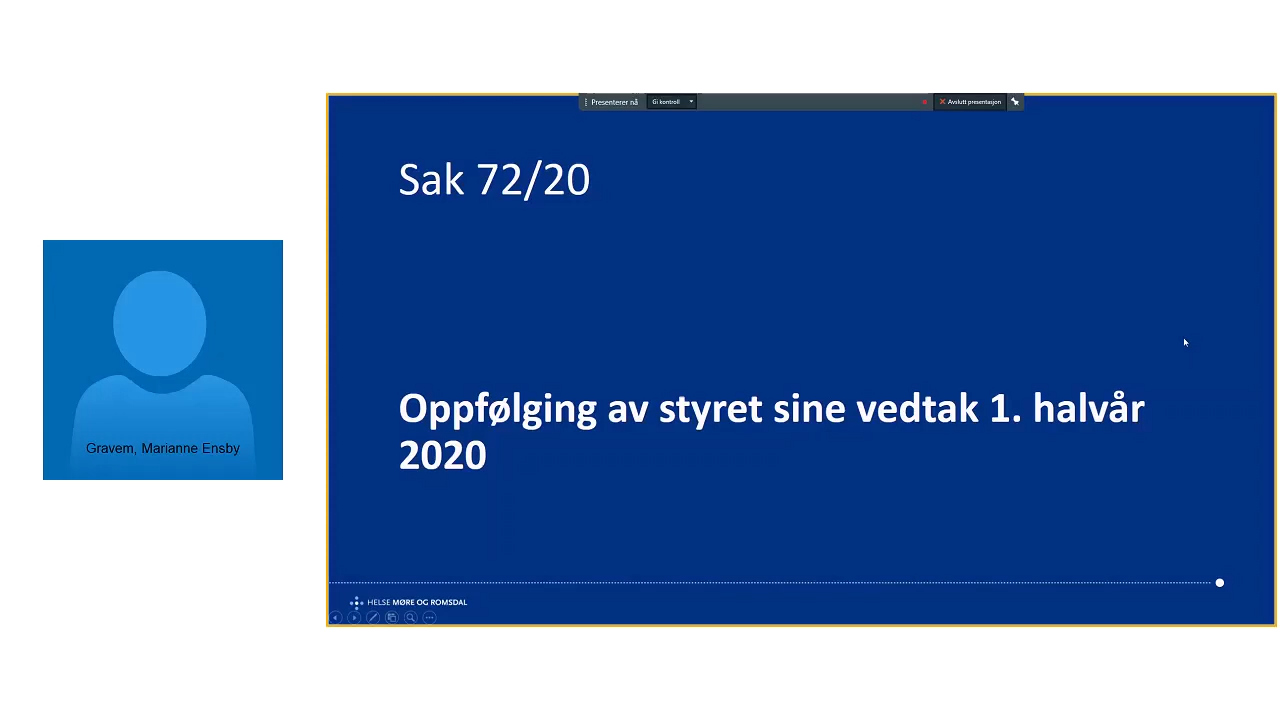 Presenterer nå
Gi kontroll
Avslutt presentasjon
Sak 72/20
Oppfølging av styret sine vedtak 1. halvår
2020
Gravem, Marianne Ensby
HELSE MØRE OG ROMSDAL